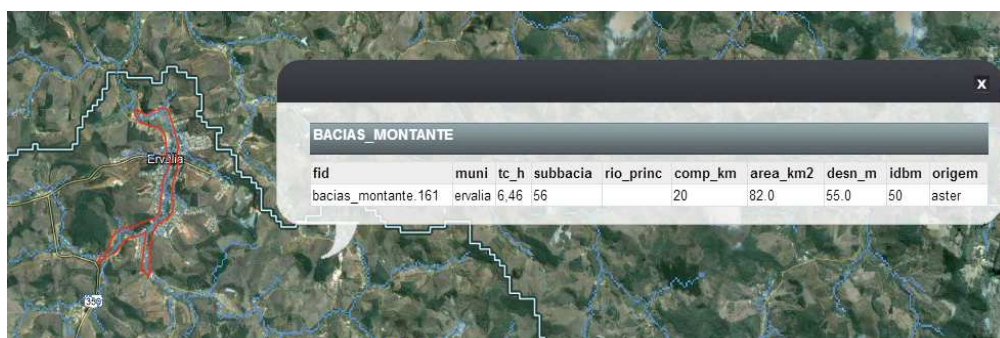 x
BACIAS_MONTANTE
fid muni tc_h subbacia rio_princ comp_km area_km2 desn_m idbm origem
bacias_montante.161 ervalia 6,46 56 20 82.0 55.0 50 aster
Ervália
356